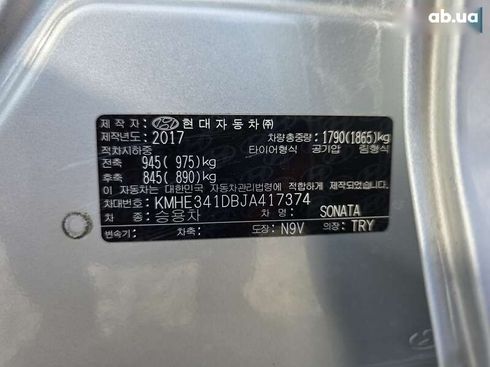 ab.ua
제 작 자 : 현대자동차㈜
제작년도: 2017 차량총중량: 1790(1865)kg
적차시하중 타이어형식 공기압 림형식
전축 945( 975)kg
후축 845( 890)kg
이 자동차는 대한민국 자동차관리법령에 적합하게 제작되었습니다.
차대번호: KMHE341DBJA417374
차 종: 승용차 차 명: SONATA
변속기: 차축: 도장: N9V 의장: TRY